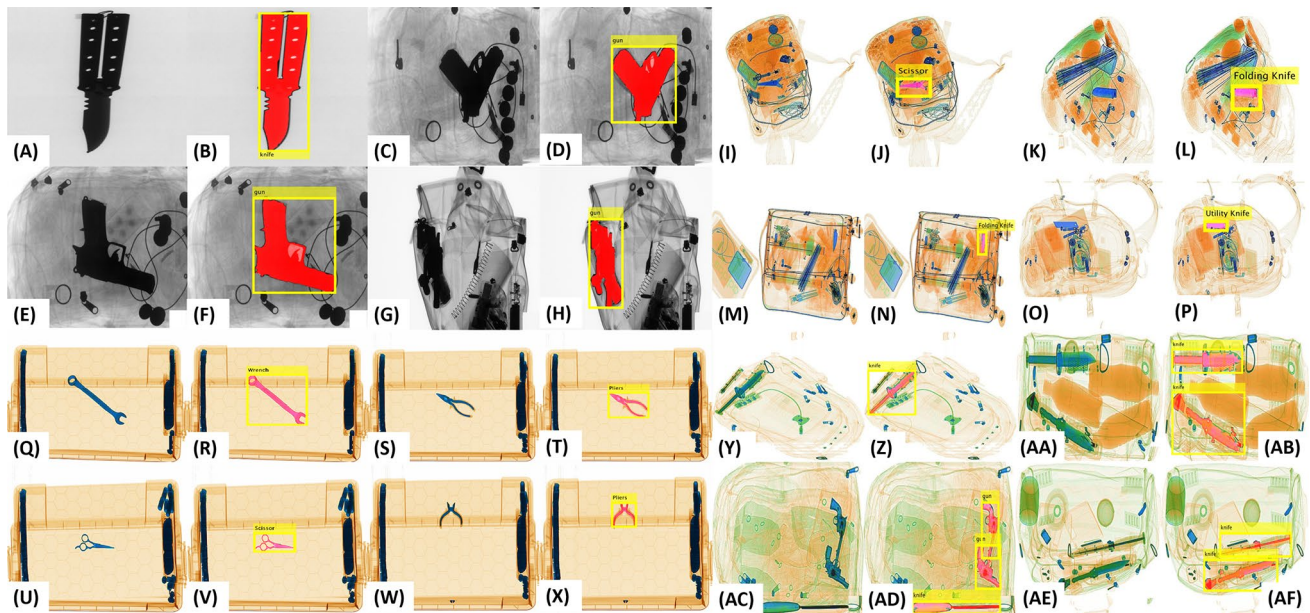 (A)
(B)
knife
(C)
(D)
gun
(I)
(J)
Scissor
(K)
(L)
Folding Knife
(E)
(F)
gun
(G)
(H)
gun
(M)
(N)
Folding Knife
(O)
(P)
Utility Knife
(Q)
(R)
Wrench
(S)
(T)
Pliers
(Y)
(Z)
knife
(AA)
(AB)
knife
knife
(U)
(V)
Scissor
(W)
(X)
Pliers
(AC)
(AD)
gun
gun
knife
(AE)
(AF)
knife
knife